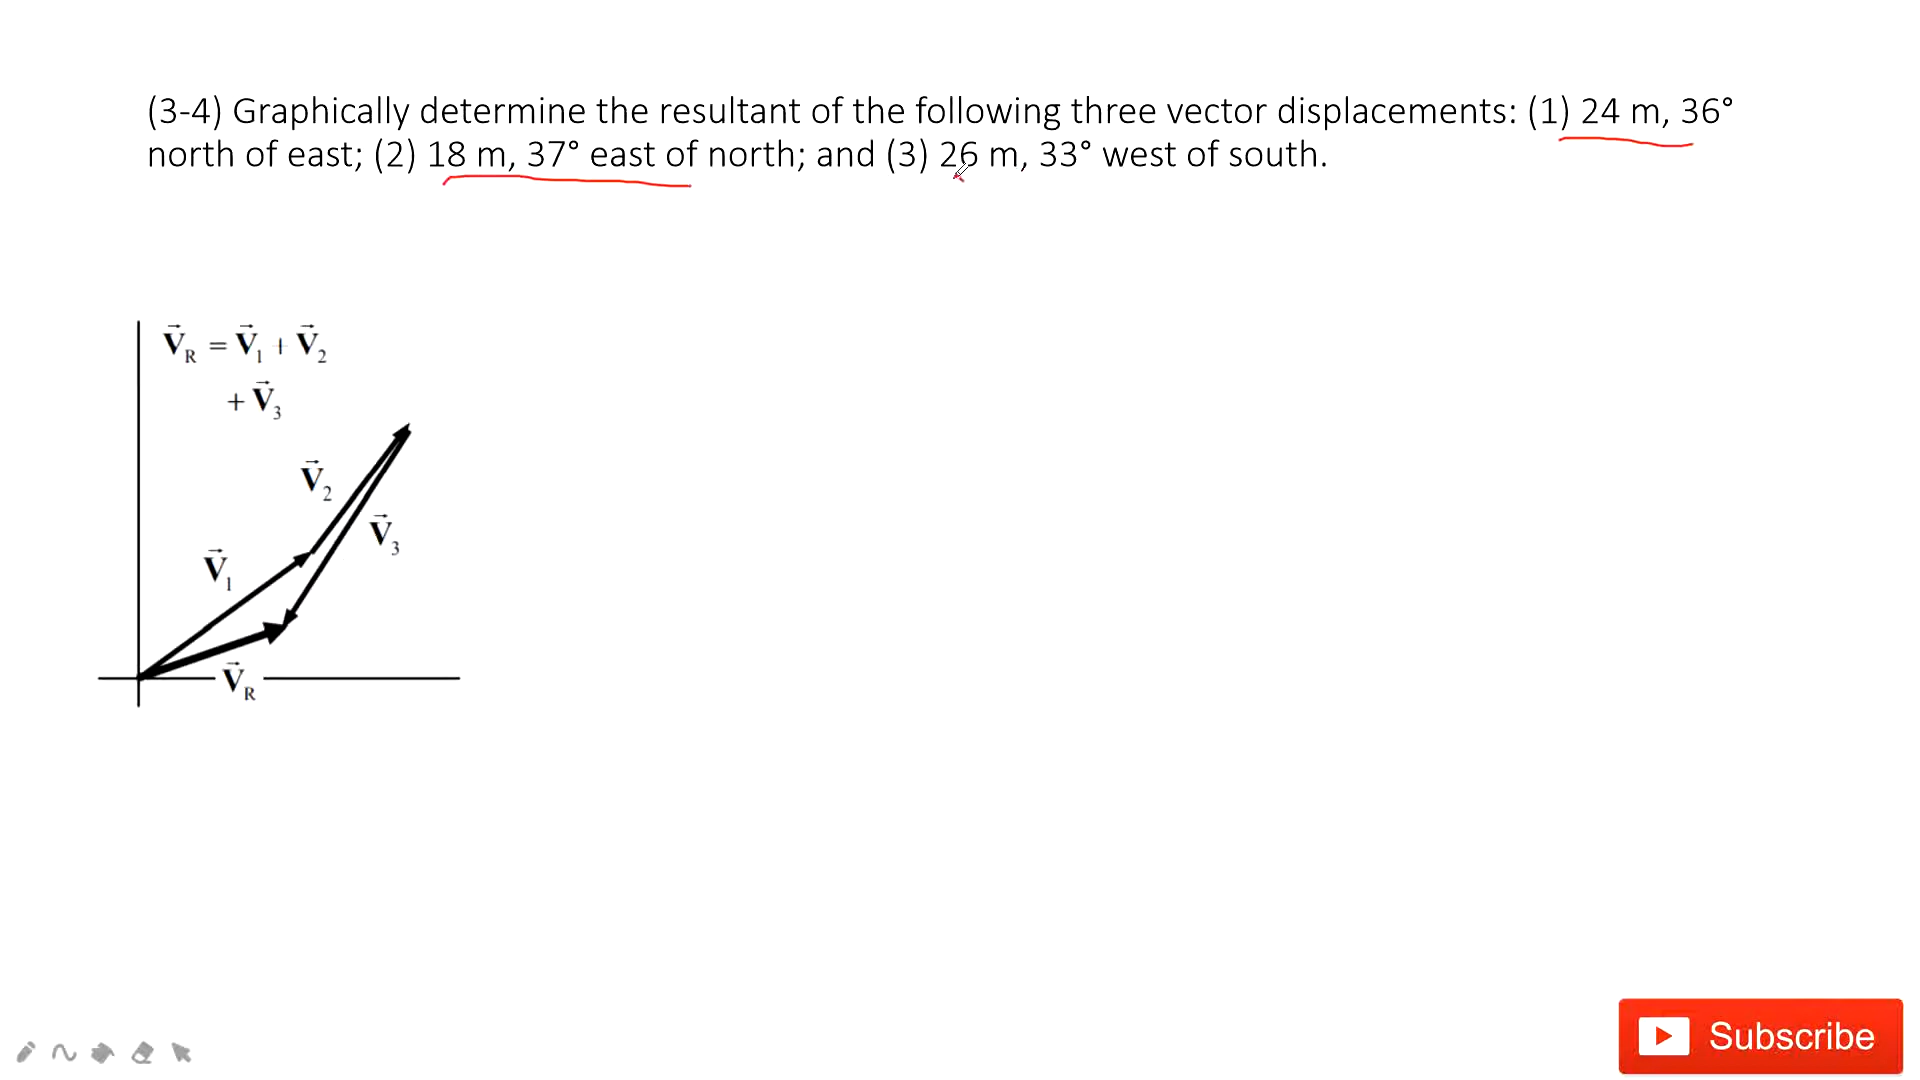 (3-4) Graphically determine the resultant of the following three vector displacements: (1) 24 m, 36°
north of east; (2) 18 m, 37° east of north; and (3) 26 m, 33° west of south.
V⃗R = V⃗1 + V⃗2
+ V⃗3
V⃗2
V⃗3
V⃗1
V⃗R
Subscribe